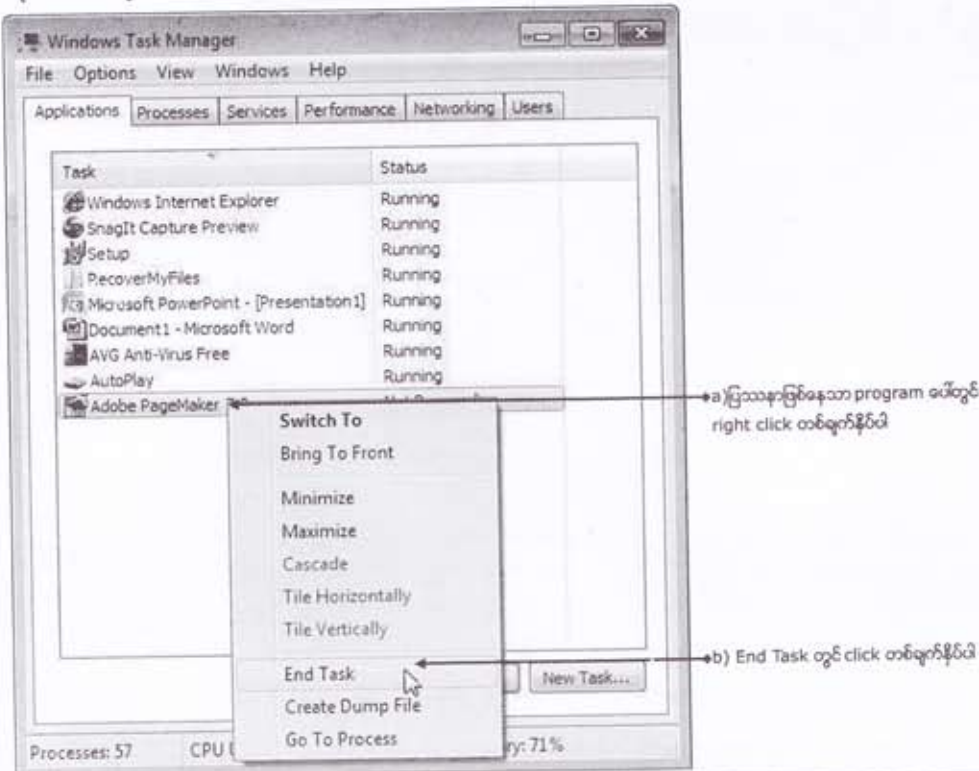 Windows Task Manager
File Options View Windows Help
Applications Processes Services Performance Networking Users
Task Status
Windows Internet Explorer Running
SnagIt Capture Preview Running
Setup Running
RecoverMyFiles Running
Microsoft PowerPoint - [Presentation1] Running
Document1 - Microsoft Word Running
AVG Anti-Virus Free Running
AutoPlay Running
Adobe PageMaker
a)ပြဿနာဖြစ်နေသော program ပေါ်တွင်
right click တစ်ချက်နှိပ်ပါ
Switch To
Bring To Front
Minimize
Maximize
Cascade
Tile Horizontally
Tile Vertically
End Task
b) End Task တွင် click တစ်ချက်နှိပ်ပါ
New Task...
Create Dump File
Go To Process
Processes: 57 CPU ry: 71%